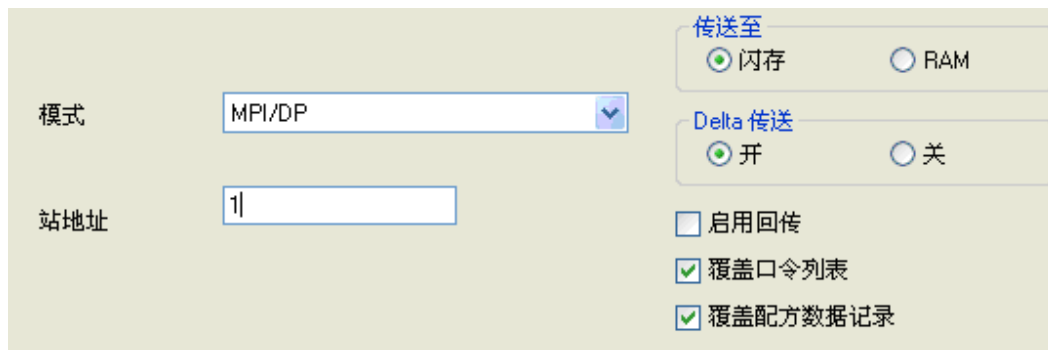 模式
MPI/DP
站地址
1
传送至
闪存
RAM
Delta 传送
开
关
启用回传
覆盖口令列表
覆盖配方数据记录